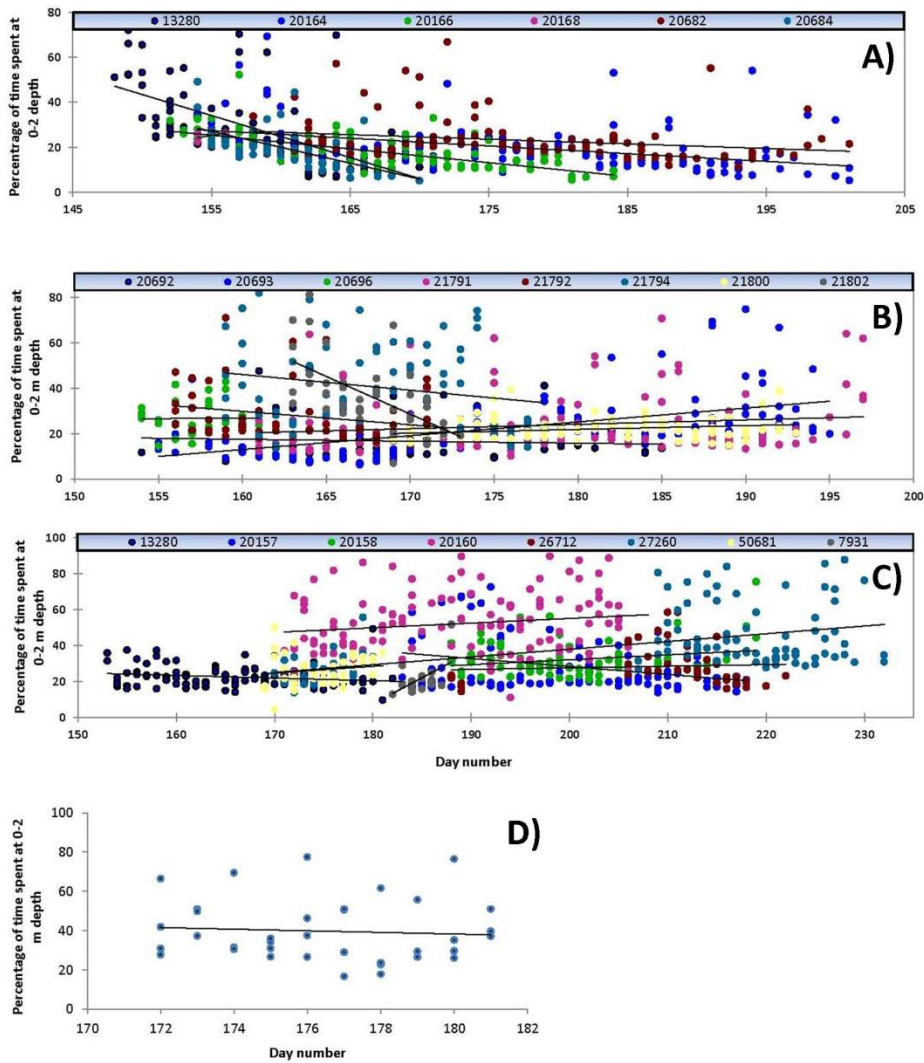 A)
Percentage of time spent at
0-2 m depth
13280 20164 20166 20168 20682 20684
80
60
40
20
0
145 155 165 175 185 195 205
B)
Percentage of time spent at
0-2 m depth
20692 20693 20696 21791 21792 21794 21800 21802
80
60
40
20
0
150 155 160 165 170 175 180 185 190 195 200
C)
Percentage of time spent at
0-2 m depth
13280 20157 20158 20160 26712 27260 50681 7931
100
80
60
40
20
0
150 160 170 180 190 200 210 220 230
Day number
D)
Percentage of time spent at 0-2
m depth
100
80
60
40
20
0
170 172 174 176 178 180 182
Day number